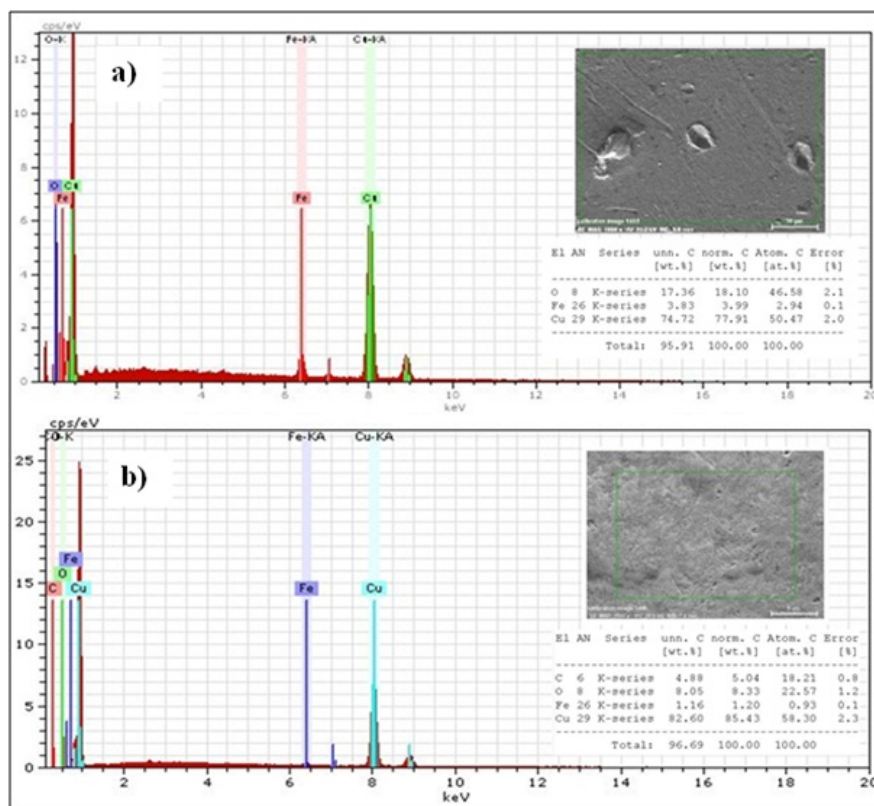 cps/eV
O-KA Fe-KA Cu-KA
12
a)
10
8
O Cu
Fe Fe Cu
6
4
2
0
2 4 6 8 10 12 14 16 18 20
keV
El AN Series unn. C norm. C Atom. C Error
[wt.%] [wt.%] [at.%] [%]
O 8 K-series 17.36 18.10 46.58 2.1
Fe 26 K-series 3.83 3.99 2.94 0.1
Cu 29 K-series 74.72 77.91 50.47 2.0
Total: 95.91 100.00 100.00
cps/eV
Fe-KA Cu-KA
25
b)
20
Fe
O
15
C Cu Fe Cu
10
5
0
2 4 6 8 10 12 14 16 18 20
keV
El AN Series unn. C norm. C Atom. C Error
[wt.%] [wt.%] [at.%] [%]
C 6 K-series 4.88 5.04 18.21 0.8
O 8 K-series 8.05 8.33 22.57 1.2
Fe 26 K-series 1.16 1.20 0.93 0.1
Cu 29 K-series 82.60 85.43 58.30 2.3
Total: 96.69 100.00 100.00